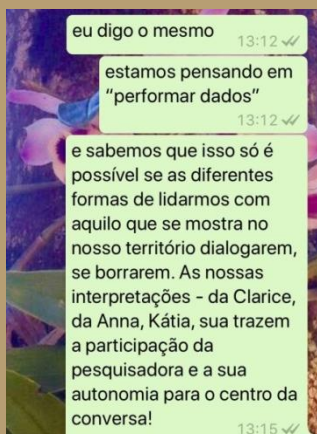 eu digo o mesmo
13:12
estamos pensando em
“performar dados”
13:12
e sabemos que isso só é
possível se as diferentes
formas de lidarmos com
aquilo que se mostra no
nosso território dialogarem,
se borrarem. As nossas
interpretações - da Clarice,
da Anna, Kátia, sua trazem
a participação da
pesquisadora e a sua
autonomia para o centro da
conversa!
13:15